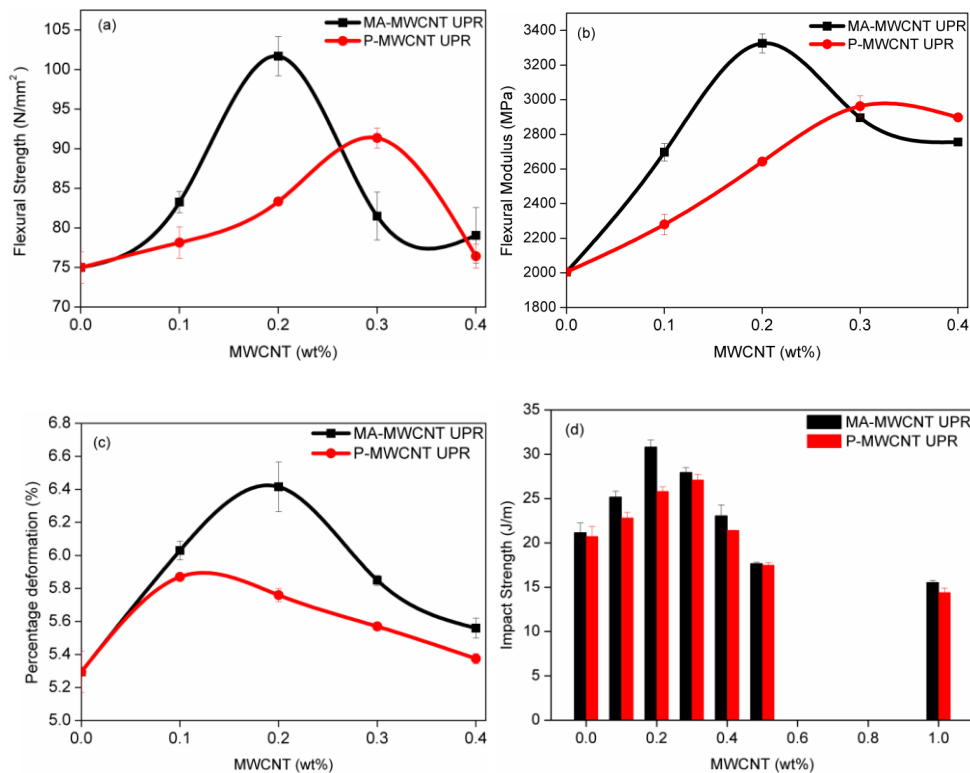 (a)
MA-MWCNT UPR
P-MWCNT UPR
Flexural Strength (N/mm²)
105
100
95
90
85
80
75
70
0.0 0.1 0.2 0.3 0.4
MWCNT (wt%)
(b)
MA-MWCNT UPR
P-MWCNT UPR
Flexural Modulus (MPa)
3400
3200
3000
2800
2600
2400
2200
2000
1800
0.0 0.1 0.2 0.3 0.4
MWCNT (wt%)
(c)
MA-MWCNT UPR
P-MWCNT UPR
Percentage deformation (%)
6.8
6.6
6.4
6.2
6.0
5.8
5.6
5.4
5.2
5.0
0.0 0.1 0.2 0.3 0.4
MWCNT (wt%)
(d)
MA-MWCNT UPR
P-MWCNT UPR
Impact Strength (J/m)
35
30
25
20
15
10
5
0
0.0 0.2 0.4 0.6 0.8 1.0
MWCNT (wt%)